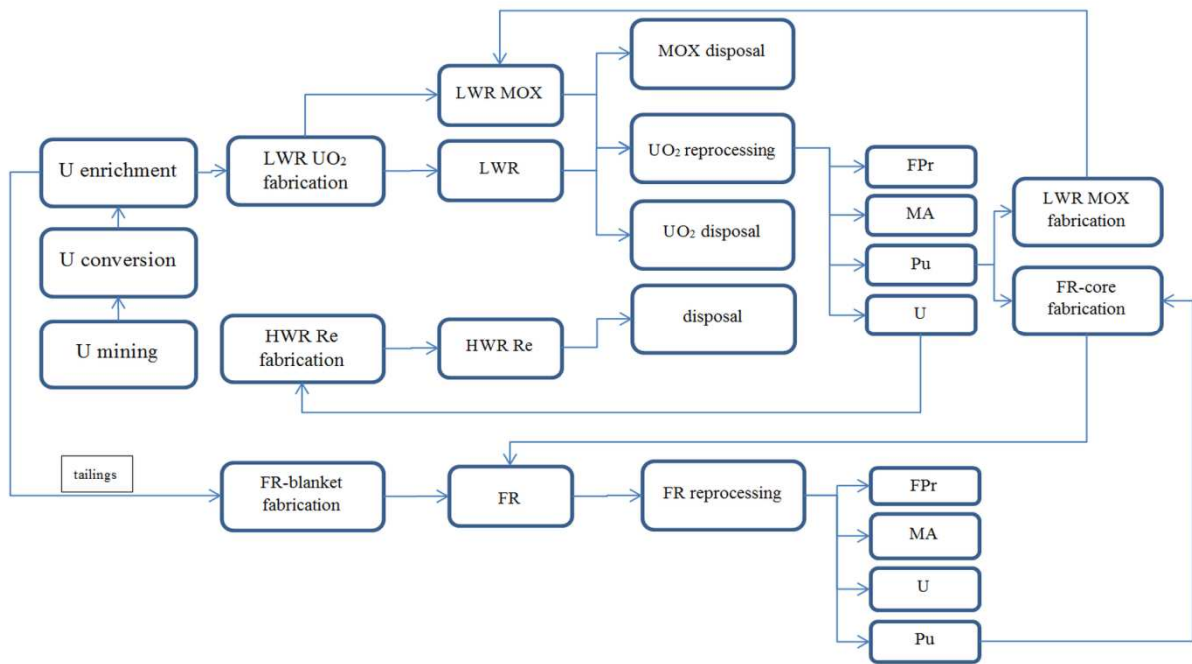 MOX disposal
LWR MOX
UO₂ reprocessing
U enrichment
LWR UO₂
fabrication
LWR
FPr
LWR MOX
fabrication
MA
UO₂ disposal
U conversion
Pu
FR-core
fabrication
disposal
U
U mining
HWR Re
fabrication
HWR Re
tailings
FR-blanket
fabrication
FR
FR reprocessing
FPr
MA
U
Pu